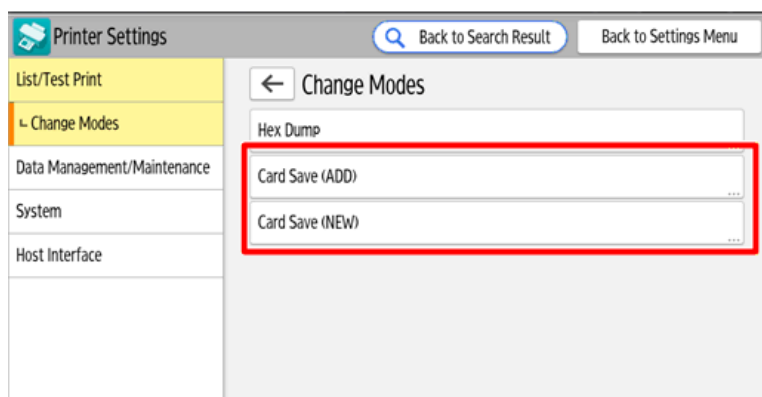 Printer Settings
Back to Search Result
Back to Settings Menu
List/Test Print
Change Modes
Data Management/Maintenance
System
Host Interface
Change Modes
Hex Dump
...
Card Save (ADD)
...
Card Save (NEW)
...